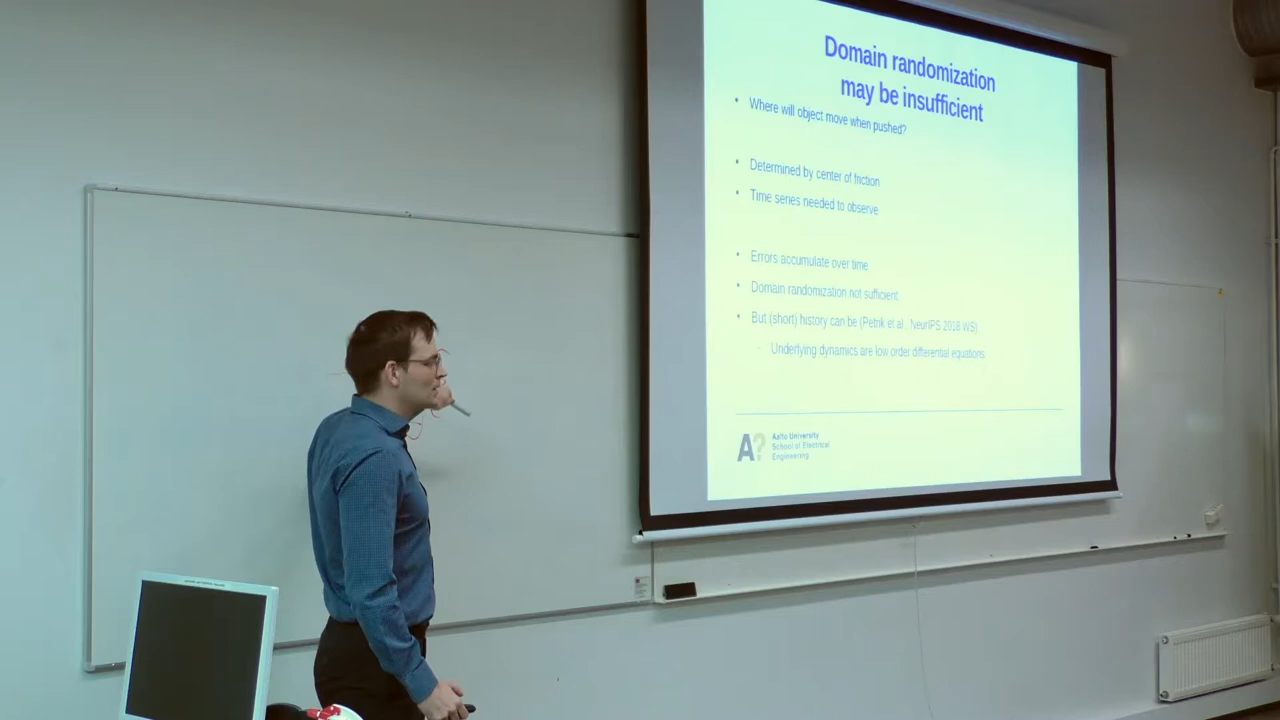 Domain randomization
may be insufficient
• Where will object move when pushed?
• Determined by center of friction
• Time series needed to observe
• Errors accumulate over time
• Domain randomization not sufficient
• But (short) history can be (Petrik et al., NeurIPS 2018 WS)
- Underlying dynamics are low order differential equations
A?
Aalto University
School of Electrical
Engineering